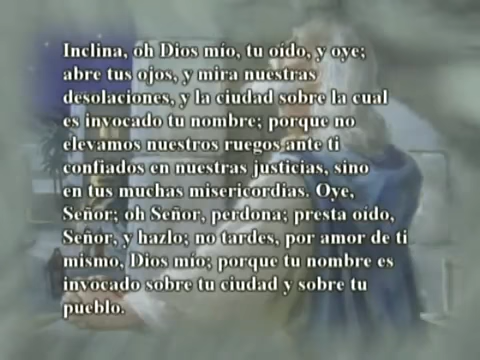 Inclina, oh Dios mío, tu oído, y oye;
abre tus ojos, y mira nuestras
desolaciones, y la ciudad sobre la cual
es invocado tu nombre; porque no
elevamos nuestros ruegos ante ti
confiados en nuestras justicias, sino
en tus muchas misericordias. Oye,
Señor; oh Señor, perdona; presta oído,
Señor, y hazlo; no tardes, por amor de ti
mismo, Dios mío; porque tu nombre es
invocado sobre tu ciudad y sobre tu
pueblo.